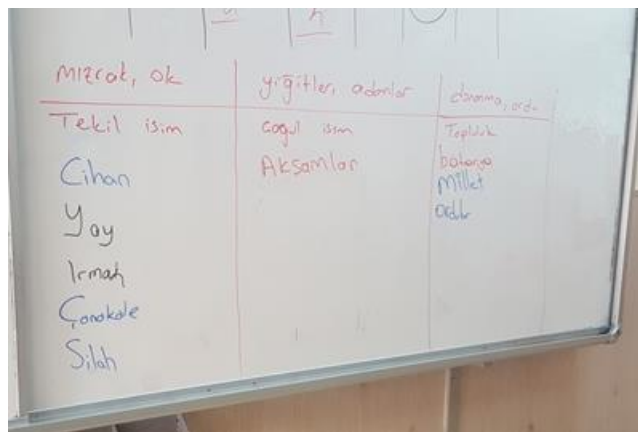 mızrak, ok
yiğitler, adamlar
donanma, ordu
Tekil isim
çoğul isim
Topluluk
Cihan
Akşamlar
batarya
Millet
Yay
ordu
Irmak
Çanakkale
Silah